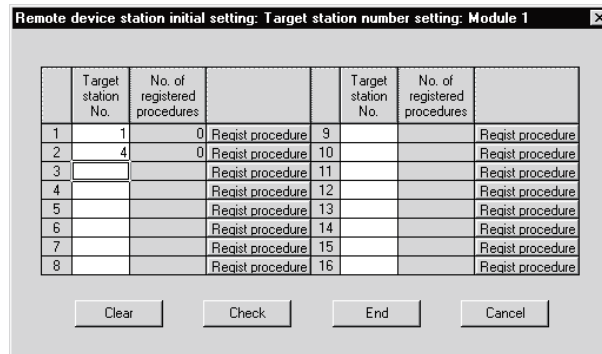 Remote device station initial setting: Target station number setting: Module 1
Target station No. No. of registered procedures Target station No. No. of registered procedures
1 1 0 Regist procedure 9 Regist procedure
2 4 0 Regist procedure 10 Regist procedure
3 Regist procedure 11 Regist procedure
4 Regist procedure 12 Regist procedure
5 Regist procedure 13 Regist procedure
6 Regist procedure 14 Regist procedure
7 Regist procedure 15 Regist procedure
8 Regist procedure 16 Regist procedure
Clear Check End Cancel